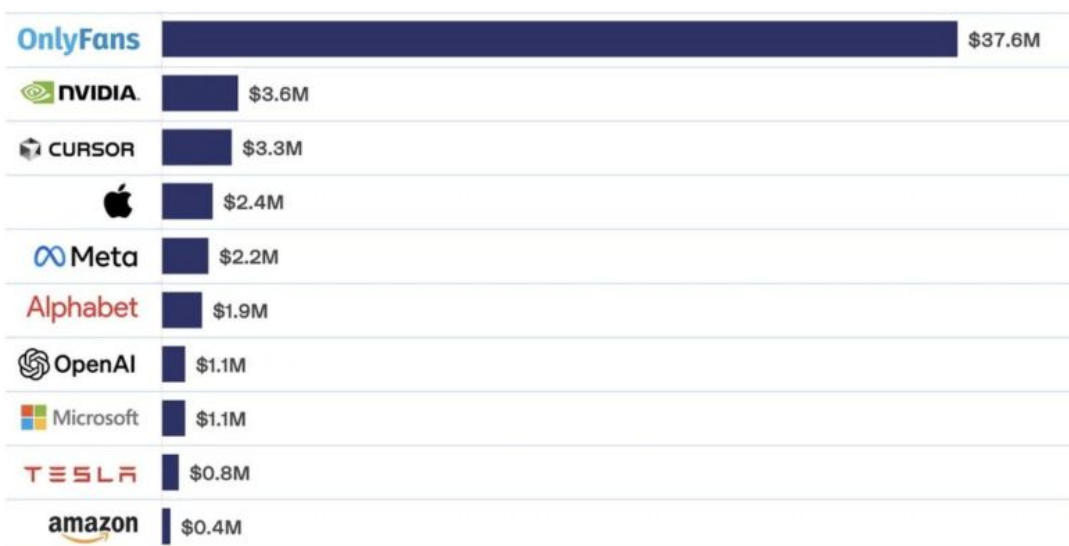 OnlyFans $37.6M
NVIDIA. $3.6M
CURSOR $3.3M
$2.4M
Meta $2.2M
Alphabet $1.9M
OpenAI $1.1M
Microsoft $1.1M
TESLA $0.8M
amazon $0.4M